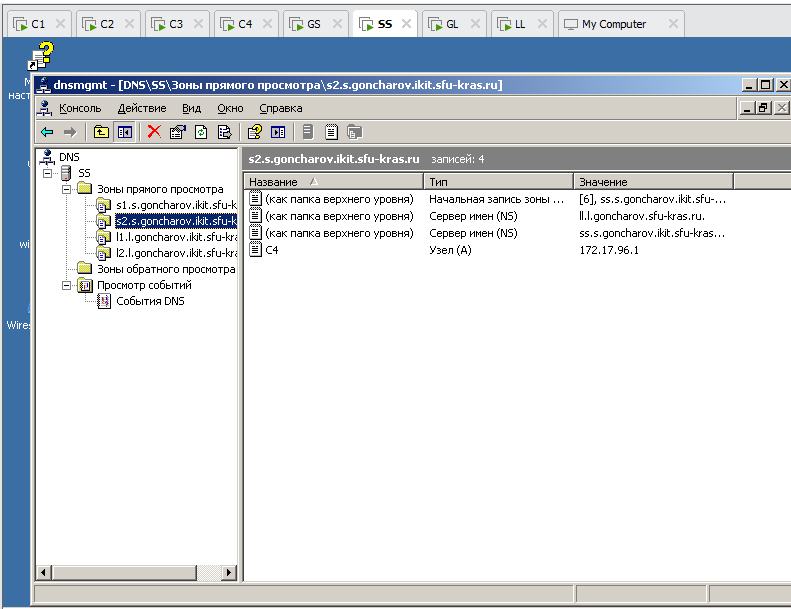 C1 C2 C3 C4 GS SS GL LL My Computer
dnsmgmt - [DNS\SS\Зоны прямого просмотра\s2.s.goncharov.ikit.sfu-kras.ru]
Консоль Действие Вид Окно Справка
DNS
SS
Зоны прямого просмотра
s1.s.goncharov.ikit.sfu-k
s2.s.goncharov.ikit.sfu-k
l1.l.goncharov.ikit.sfu-kra
l2.l.goncharov.ikit.sfu-kra
Зоны обратного просмотра
Просмотр событий
События DNS
s2.s.goncharov.ikit.sfu-kras.ru записей: 4
Название Тип Значение
(как папка верхнего уровня) Начальная запись зоны ... [6], ss.s.goncharov.ikit.sfu-...
(как папка верхнего уровня) Сервер имен (NS) ll.l.goncharov.sfu-kras.ru.
(как папка верхнего уровня) Сервер имен (NS) ss.s.goncharov.ikit.sfu-kras...
C4 Узел (A) 172.17.96.1
наст
wi
Wires